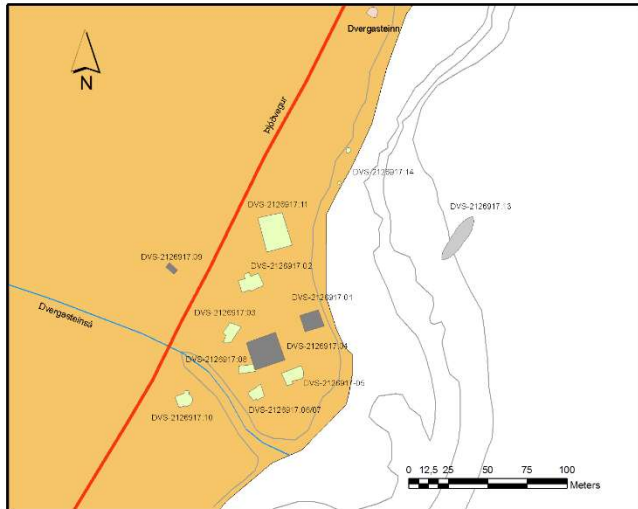 Dvergasteinn
N
Þjóðvegur
DVS-2126917:14
DVS-2126917:11
DVS-2126917:13
DVS-2126917:09
DVS-2126917:02
DVS-2126917:01
Dvergasteinsá
DVS-2126917:03
DVS-2126917:04
DVS-2126917:08
DVS-2126917:05
DVS-2126917:06/07
DVS-2126917:10
0 12,5 25 50 75 100
Meters